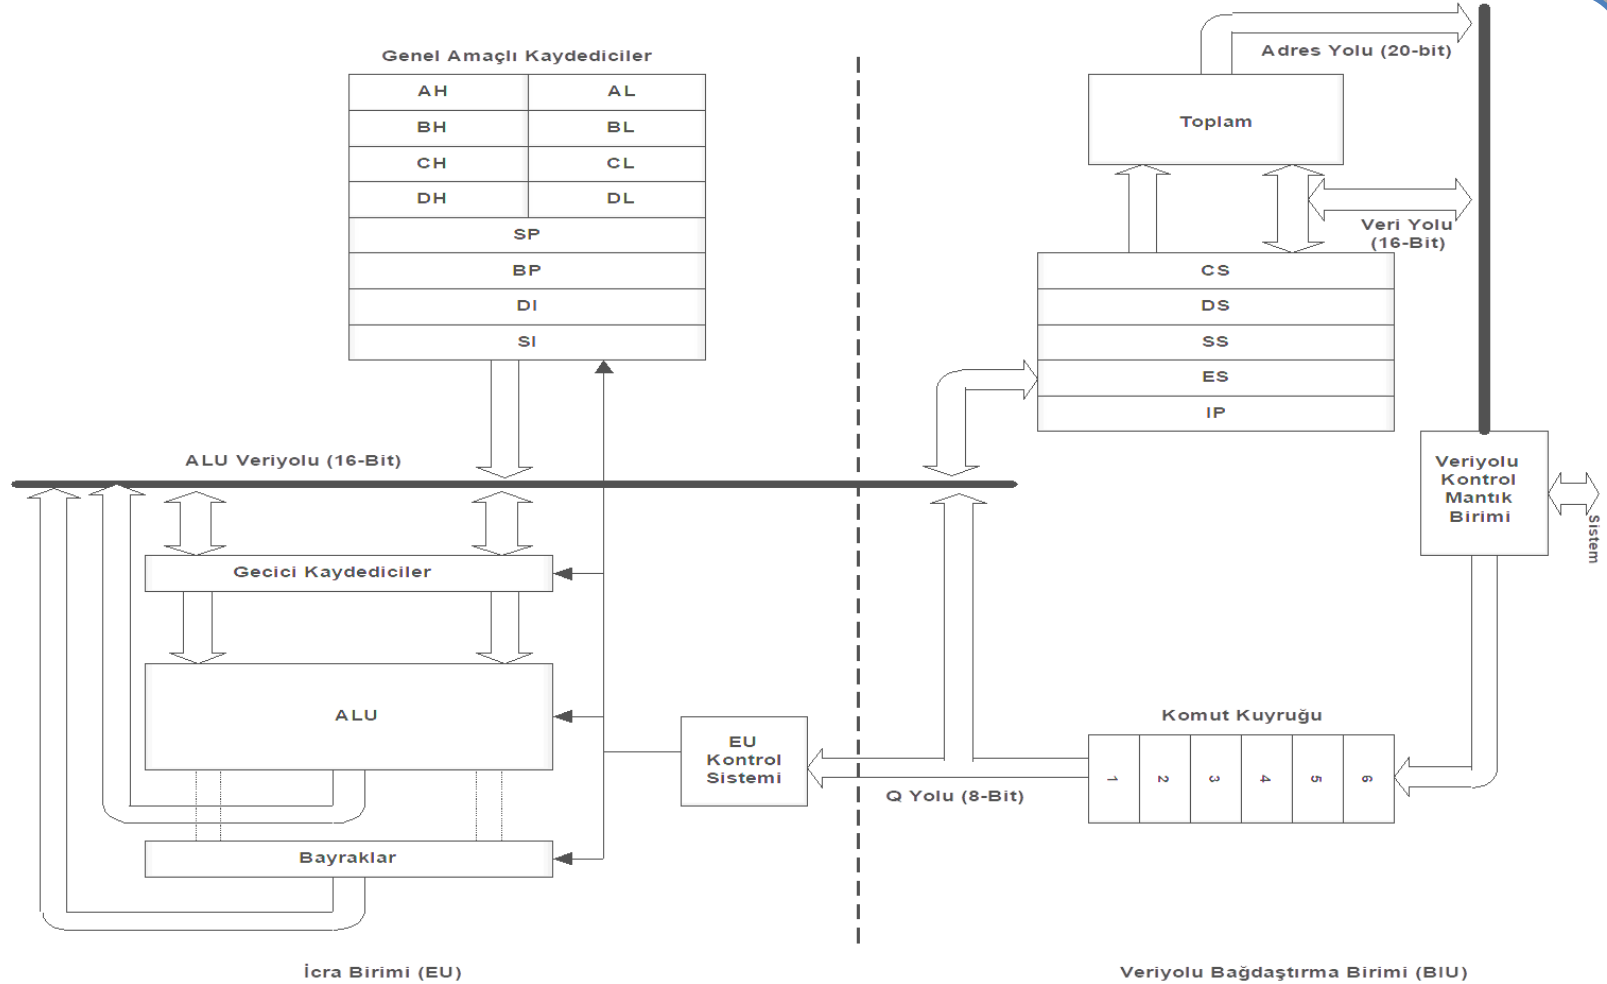 Genel Amaçlı Kaydediciler
AH
AL
BH
BL
CH
CL
DH
DL
SP
BP
DI
SI
ALU Veriyolu (16-Bit)
Gecici Kaydediciler
ALU
Bayraklar
EU
Kontrol
Sistemi
İcra Birimi (EU)
Adres Yolu (20-bit)
Toplam
Veri Yolu
(16-Bit)
CS
DS
SS
ES
IP
Veriyolu
Kontrol
Mantık
Birimi
Sistem
Komut Kuyruğu
1
2
3
4
5
6
Q Yolu (8-Bit)
Veriyolu Bağdaştırma Birimi (BIU)